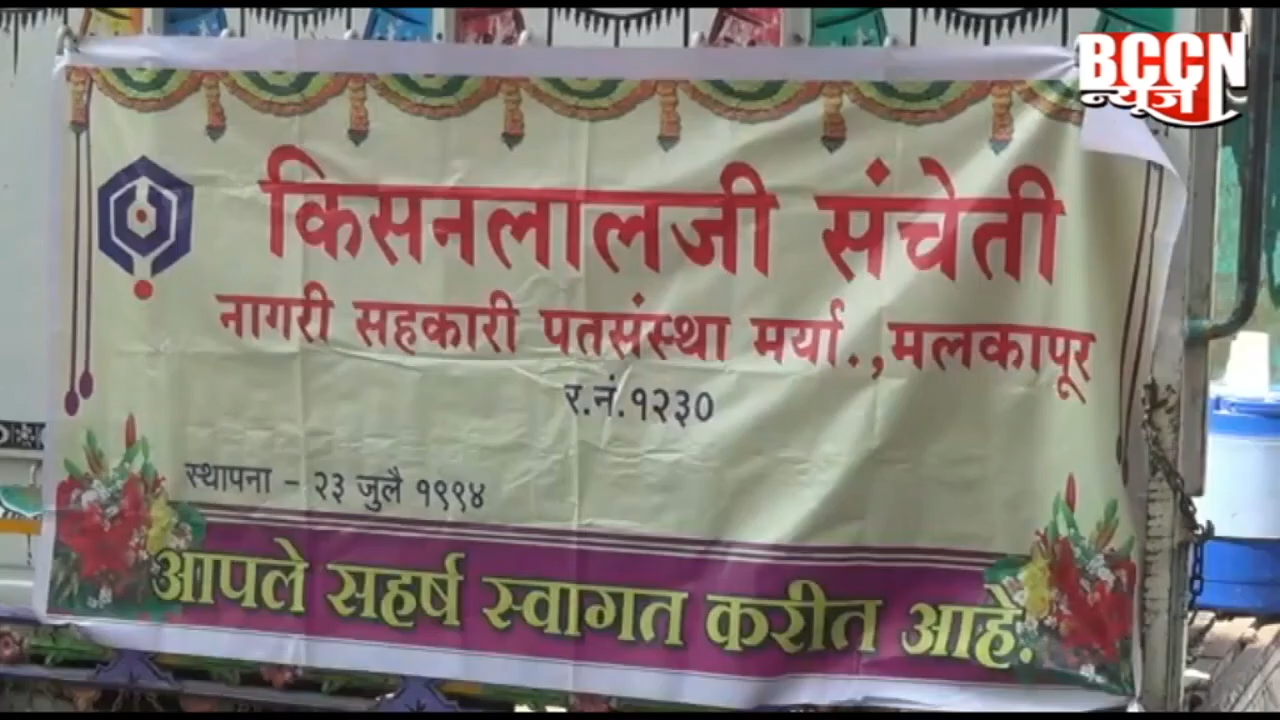 BCCN
न्यूज
किसनलालजी संचेती
नागरी सहकारी पतसंस्था मर्या.,मलकापूर
र.नं.१२३०
स्थापना - २३ जुलै १९९४
आपले सहर्ष स्वागत करीत आहे.